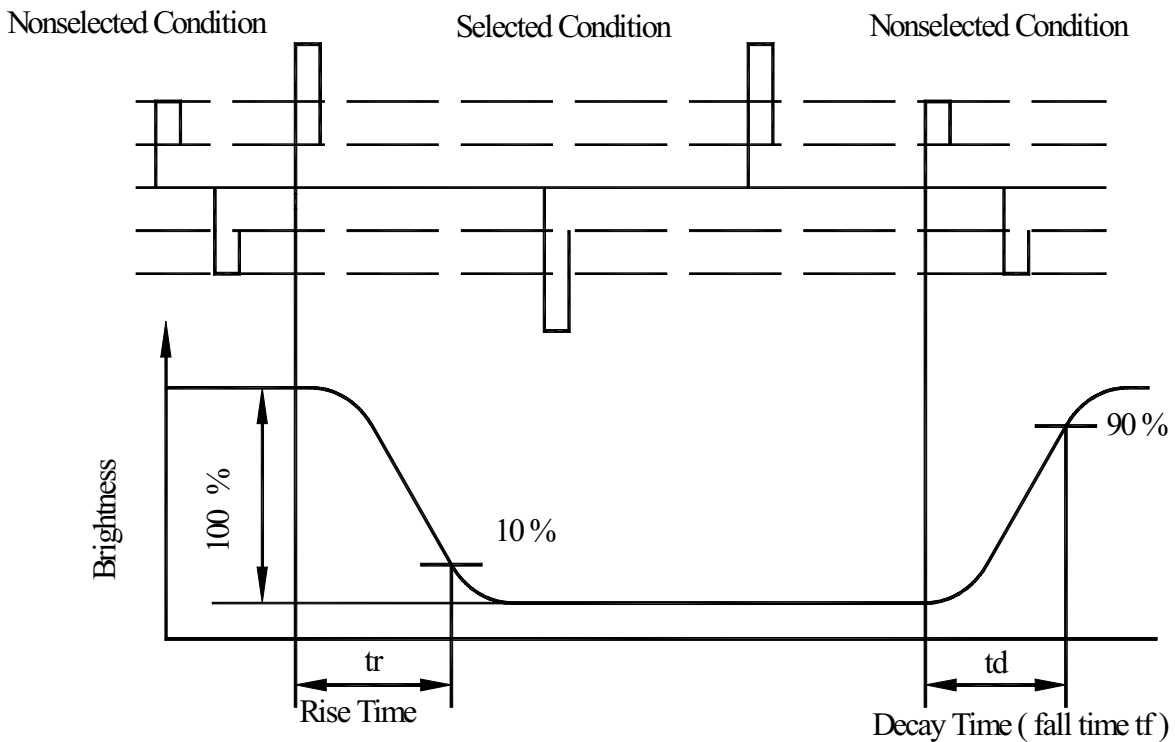 Nonselected Condition
Selected Condition
Nonselected Condition
90 %
100 %
Brightness
10 %
tr
Rise Time
td
Decay Time ( fall time tf )